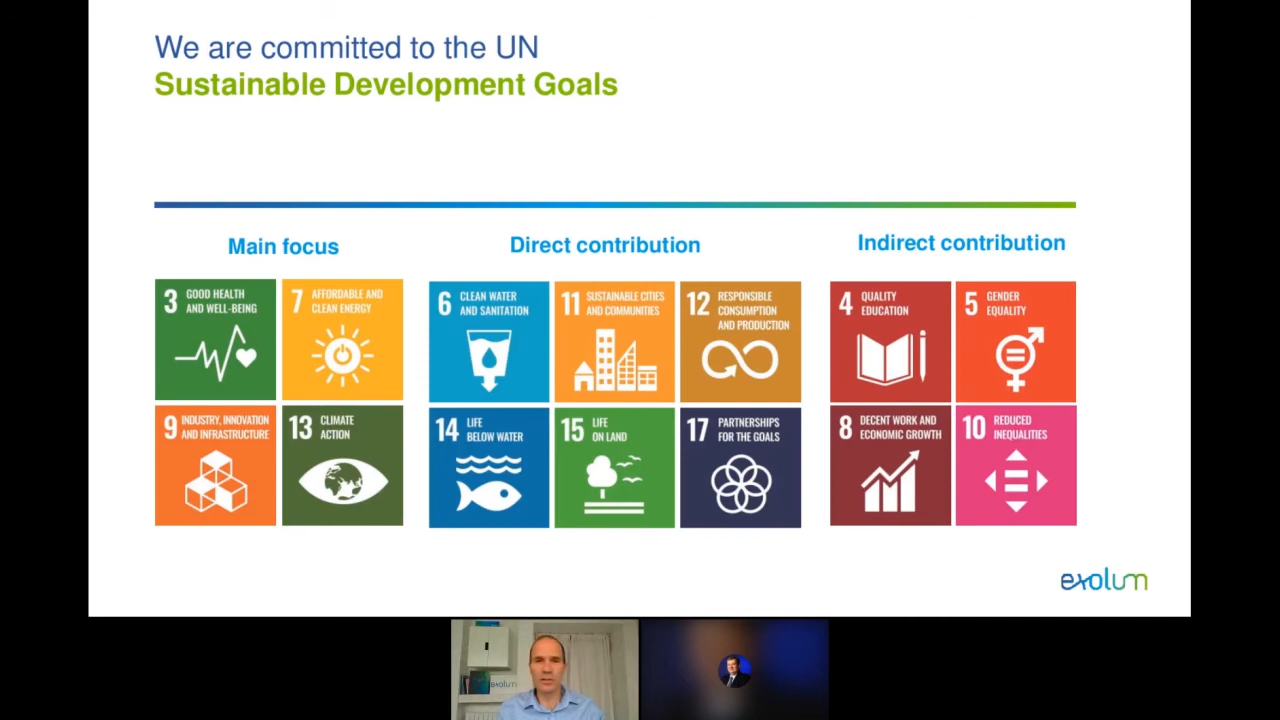 We are committed to the UN
Sustainable Development Goals
Main focus
Direct contribution
Indirect contribution
3 GOOD HEALTH
AND WELL-BEING
7 AFFORDABLE AND
CLEAN ENERGY
9 INDUSTRY, INNOVATION
AND INFRASTRUCTURE
13 CLIMATE
ACTION
6 CLEAN WATER
AND SANITATION
11 SUSTAINABLE CITIES
AND COMMUNITIES
12 RESPONSIBLE
CONSUMPTION
AND PRODUCTION
14 LIFE
BELOW WATER
15 LIFE
ON LAND
17 PARTNERSHIPS
FOR THE GOALS
4 QUALITY
EDUCATION
5 GENDER
EQUALITY
8 DECENT WORK AND
ECONOMIC GROWTH
10 REDUCED
INEQUALITIES
exolum
exolum